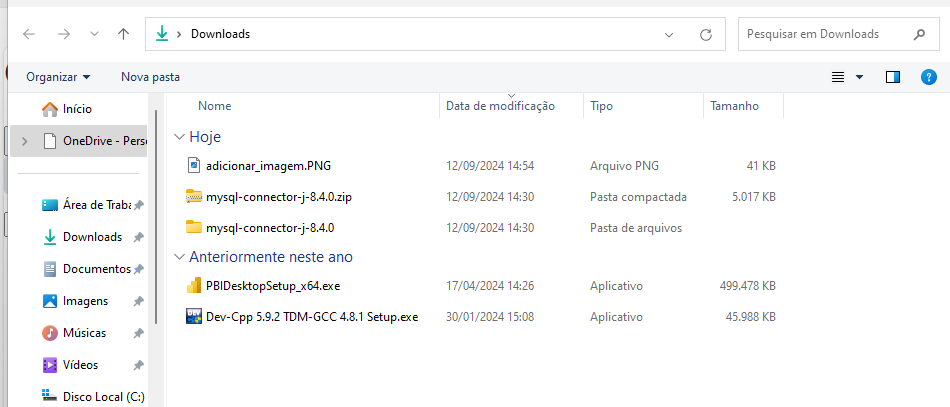 Downloads
Pesquisar em Downloads
Organizar Nova pasta
Início
OneDrive - Pers
Área de Traba
Downloads
Documentos
Imagens
Músicas
Vídeos
Disco Local (C:)
Nome Data de modificação Tipo Tamanho
Hoje
adicionar_imagem.PNG 12/09/2024 14:54 Arquivo PNG 41 KB
mysql-connector-j-8.4.0.zip 12/09/2024 14:30 Pasta compactada 5.017 KB
mysql-connector-j-8.4.0 12/09/2024 14:30 Pasta de arquivos
Anteriormente neste ano
PBIDesktopSetup_x64.exe 17/04/2024 14:26 Aplicativo 499.478 KB
Dev-Cpp 5.9.2 TDM-GCC 4.8.1 Setup.exe 30/01/2024 15:08 Aplicativo 45.988 KB